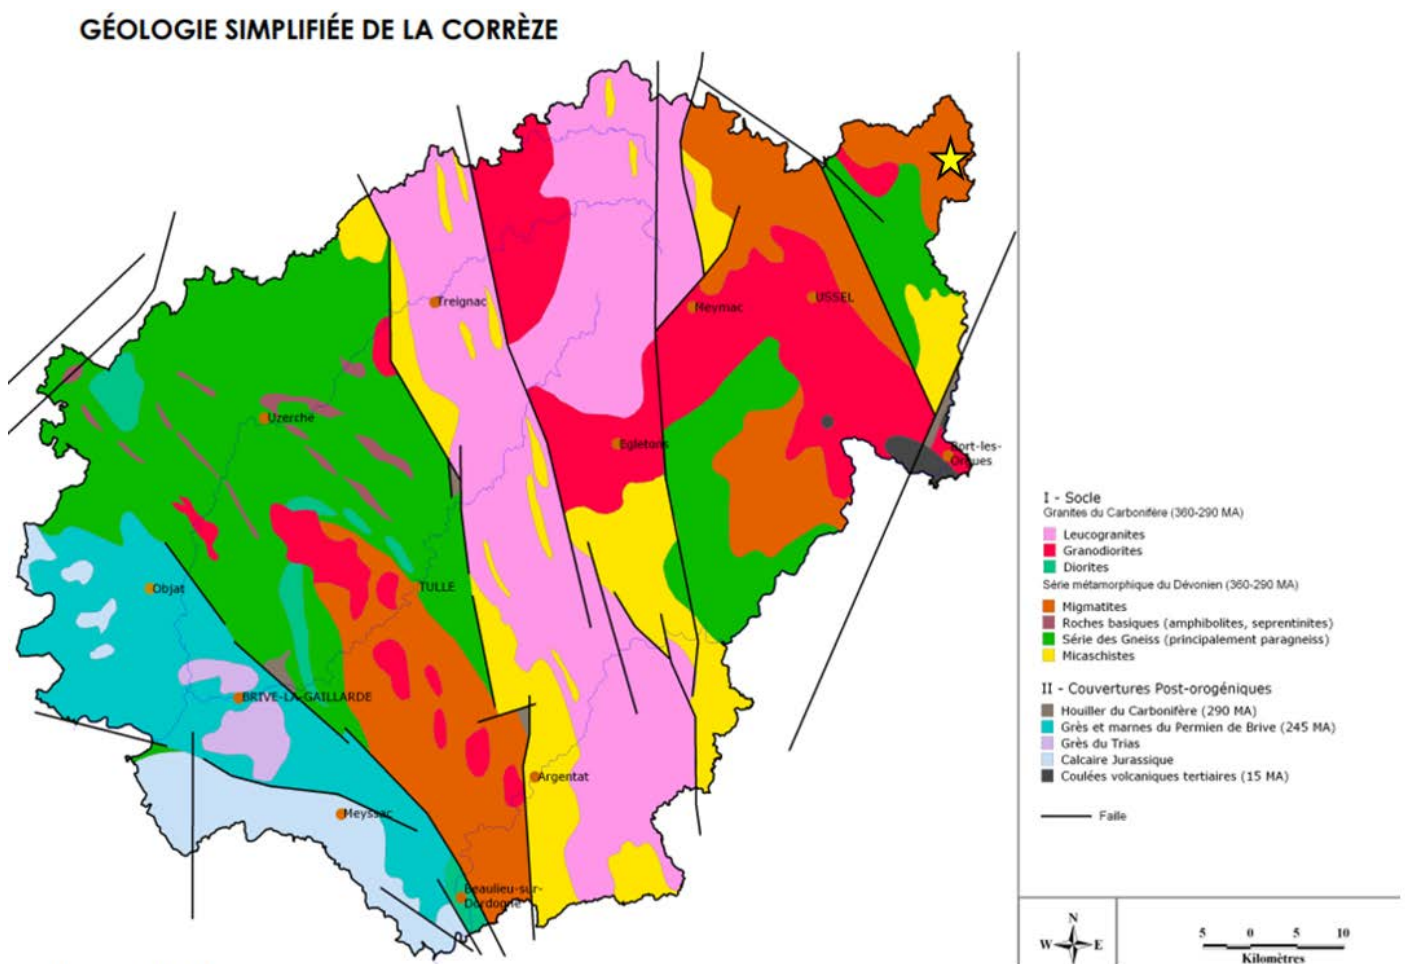 GÉOLOGIE SIMPLIFIÉE DE LA CORRÈZE
Treignac
Meymac
USSEL
Uzerche
Egletons
Bort-les-
Orgues
Objat
TULLE
BRIVE-LA-GAILLARDE
Argentat
Meyssac
Beaulieu-sur-
Dordogne
I - Socle
Granites du Carbonifère (360-290 MA)
Leucogranites
Granodiorites
Diorites
Série métamorphique du Dévonien (360-290 MA)
Migmatites
Roches basiques (amphibolites, seprentinites)
Série des Gneiss (principalement paragneiss)
Micaschistes
II - Couvertures Post-orogéniques
Houiller du Carbonifère (290 MA)
Grès et marnes du Permien de Brive (245 MA)
Grès du Trias
Calcaire Jurassique
Coulées volcaniques tertiaires (15 MA)
Faille
N
W E
S
5 0 5 10
Kilomètres